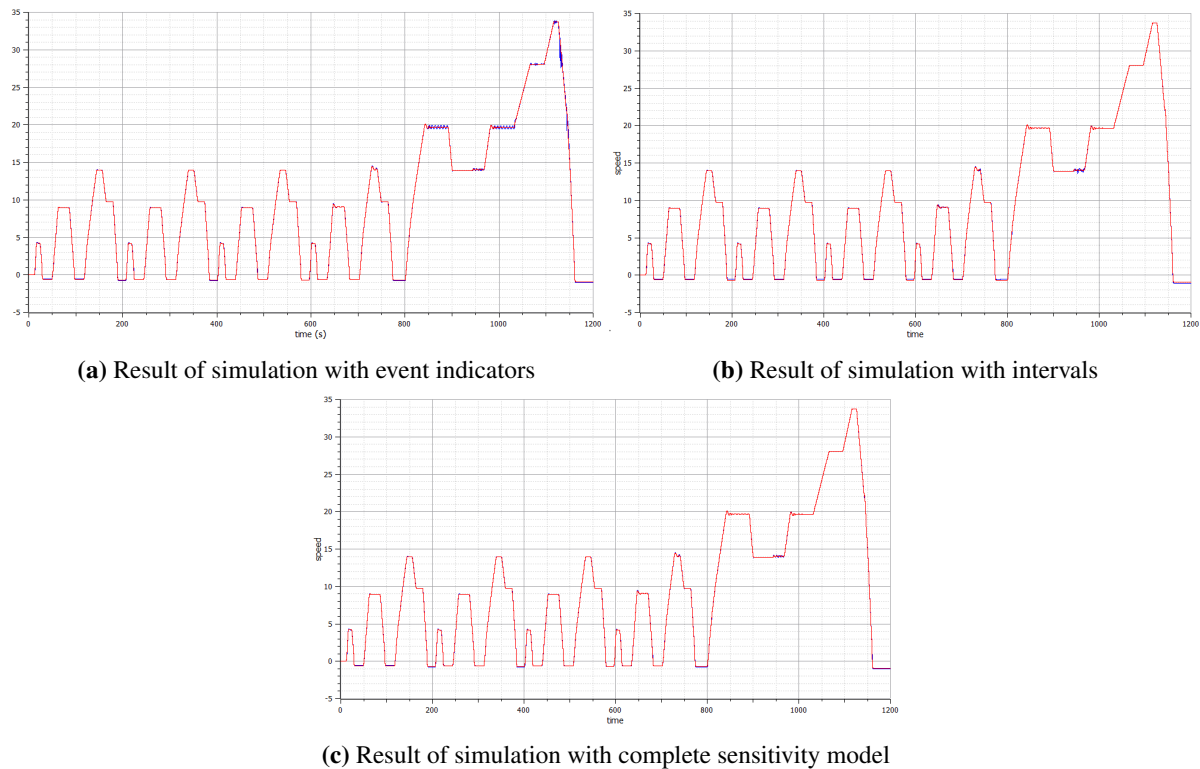 35
30
25
20
15
10
5
0
-5
0 200 400 600 800 1000 1200
time (s)
35
30
25
20
15
10
5
0
-5
speed
0 200 400 600 800 1000 1200
time
(a) Result of simulation with event indicators
(b) Result of simulation with intervals
35
30
25
20
15
10
5
0
-5
speed
0 200 400 600 800 1000 1200
time
(c) Result of simulation with complete sensitivity model